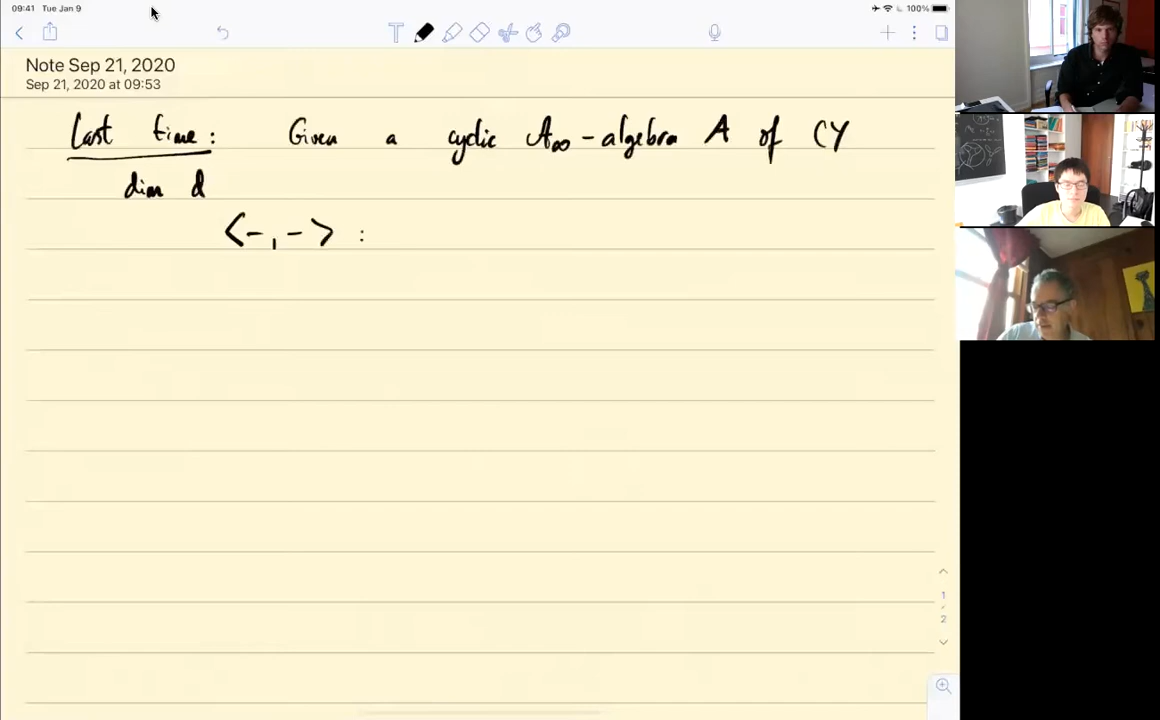 09:41 Tue Jan 9
100%
T
Note Sep 21, 2020
Sep 21, 2020 at 09:53
Last time: Given a cyclic A∞-algebra A of CY
dim d
<-,-> :
1
2